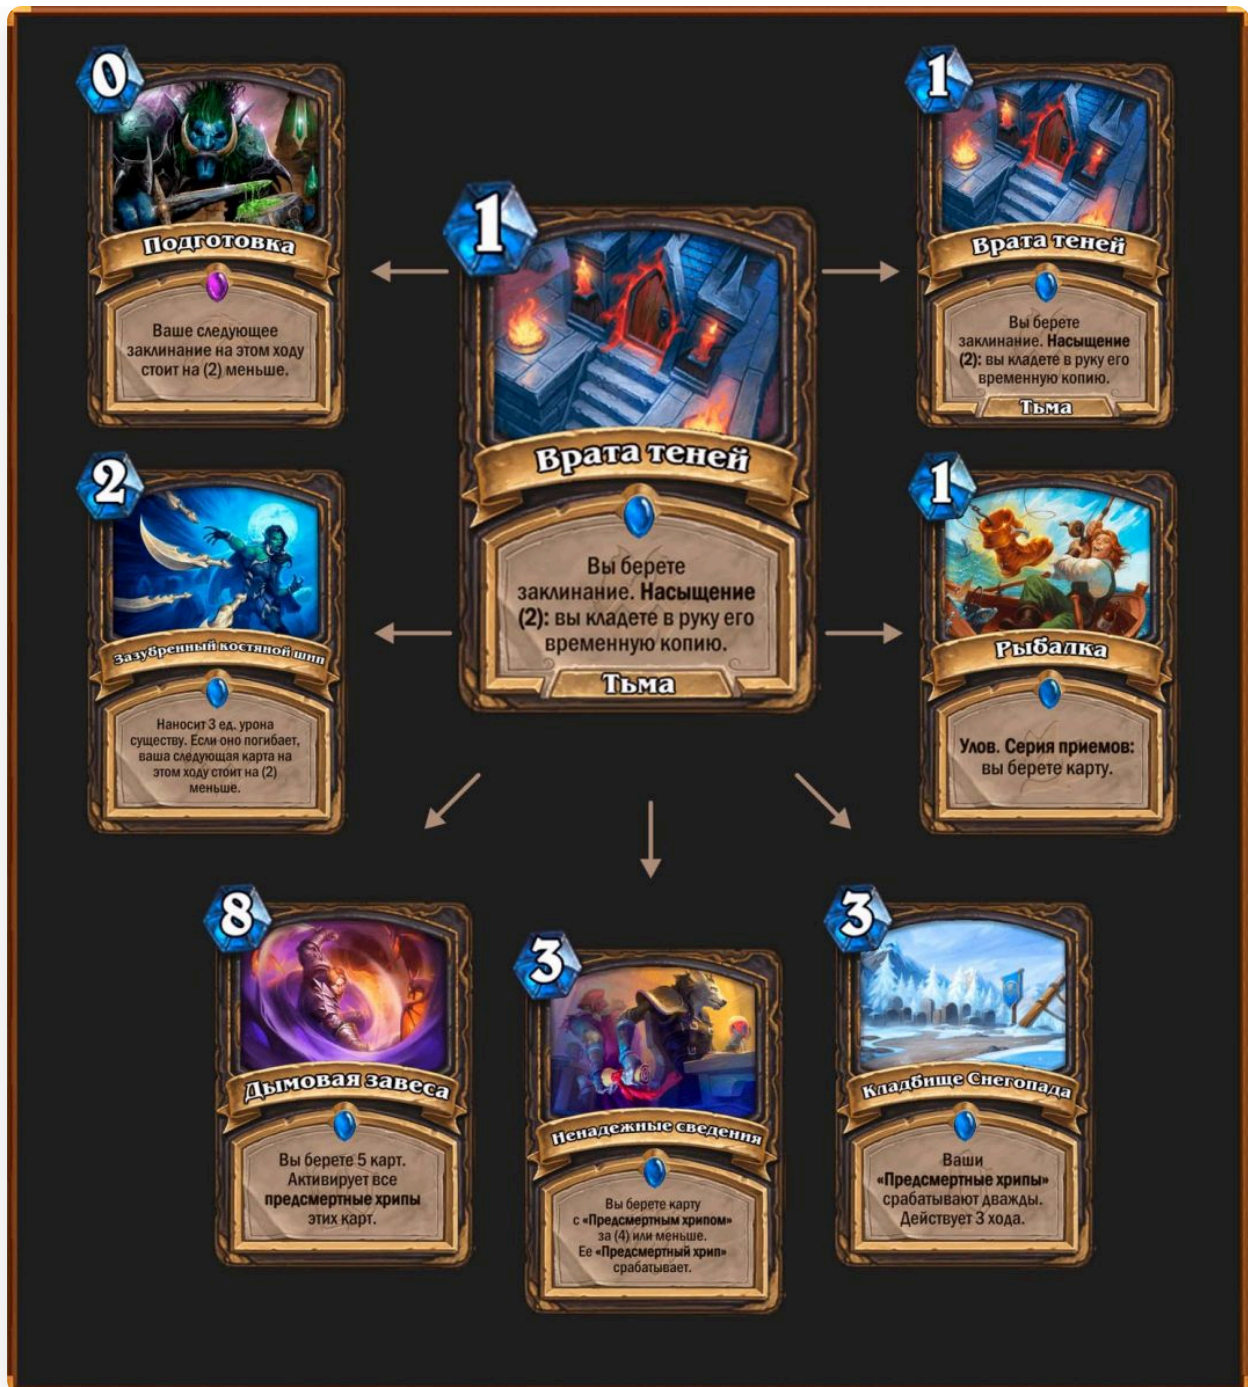 0
Подготовка
Ваше следующее
заклинание на этом ходу
стоит на (2) меньше.
1
Врата теней
Вы берете
заклинание. Насыщение
(2): вы кладете в руку его
временную копию.
Тьма
1
Врата теней
Вы берете
заклинание. Насыщение
(2): вы кладете в руку его
временную копию.
Тьма
2
Зазубренный костяной шип
Наносит 3 ед. урона
существу. Если оно погибает,
ваша следующая карта на
этом ходу стоит на (2)
меньше.
1
Рыбалка
Улов. Серия приемов:
вы берете карту.
8
Дымовая завеса
Вы берете 5 карт.
Активирует все
предсмертные хрипы
этих карт.
3
Ненадежные сведения
Вы берете карту
с «Предсмертным хрипом»
за (4) или меньше.
Ее «Предсмертный хрип»
срабатывает.
3
Кладбище Снегопада
Ваши
«Предсмертные хрипы»
срабатывают дважды.
Действует 3 хода.